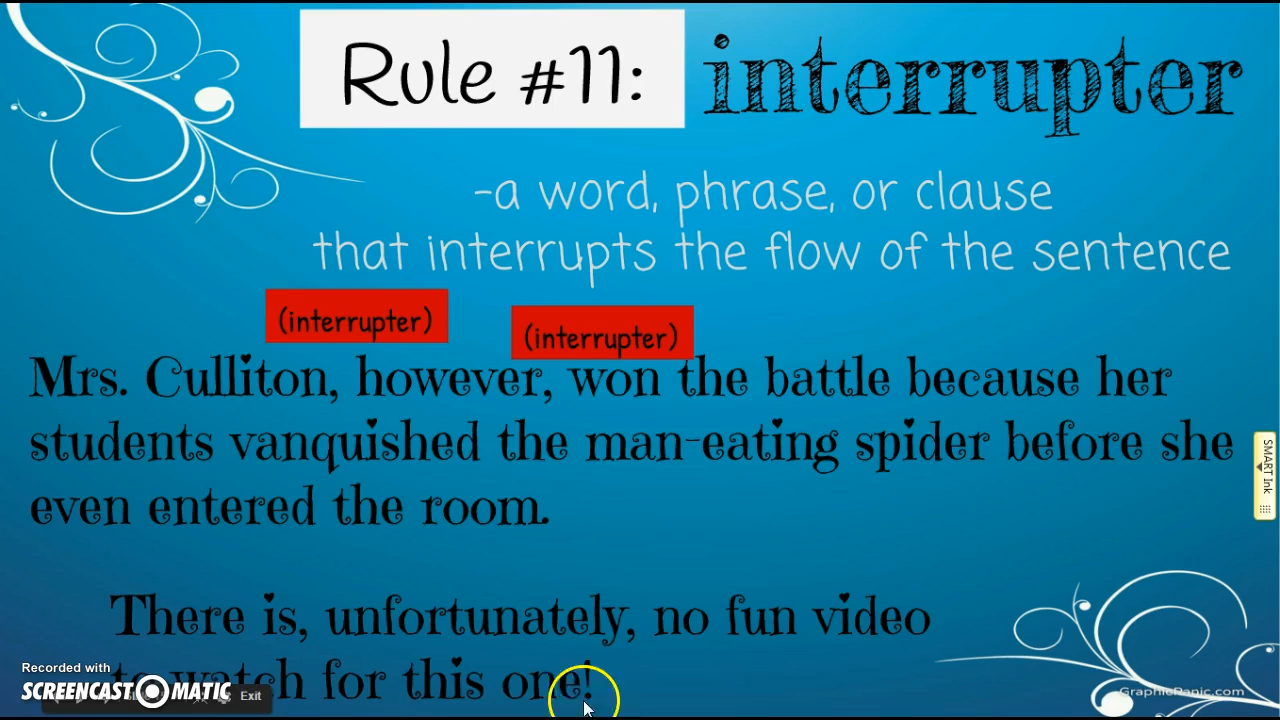 Rule #11: interrupter
-a word, phrase, or clause
that interrupts the flow of the sentence
(interrupter) (interrupter)
Mrs. Culliton, however, won the battle because her
students vanquished the man-eating spider before she
even entered the room.
There is, unfortunately, no fun video
to watch for this one!
Recorded with
SCREENCAST-O-MATIC
Exit
SMART Ink
GraphicPanic.com